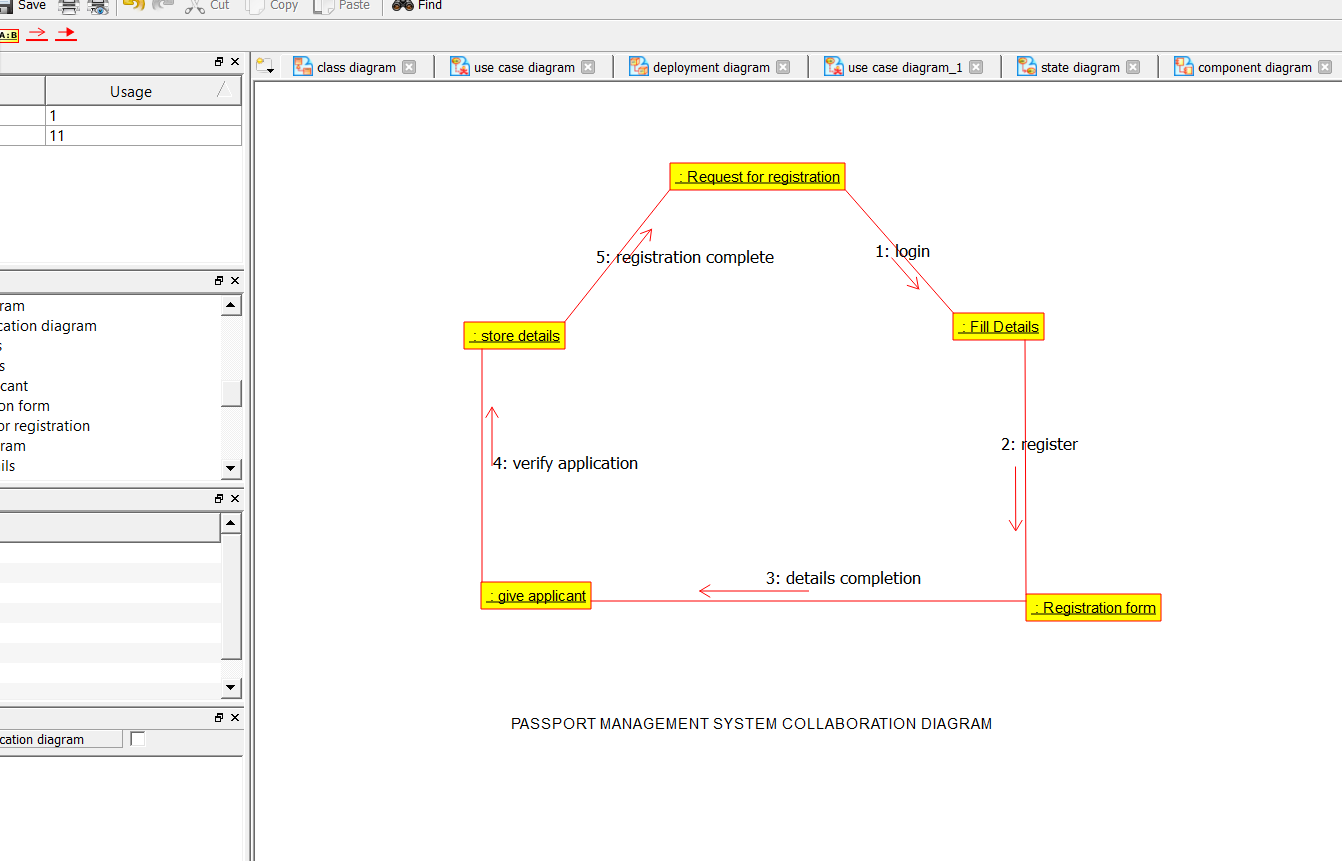 Save
Cut
Copy
Paste
Find
A:B
class diagram
use case diagram
deployment diagram
use case diagram_1
state diagram
component diagram
Usage
1
11
ram
cation diagram
s
s
cant
on form
or registration
ram
ils
cation diagram
: Request for registration
5: registration complete
1: login
: store details
: Fill Details
2: register
4: verify application
3: details completion
: give applicant
: Registration form
PASSPORT MANAGEMENT SYSTEM COLLABORATION DIAGRAM